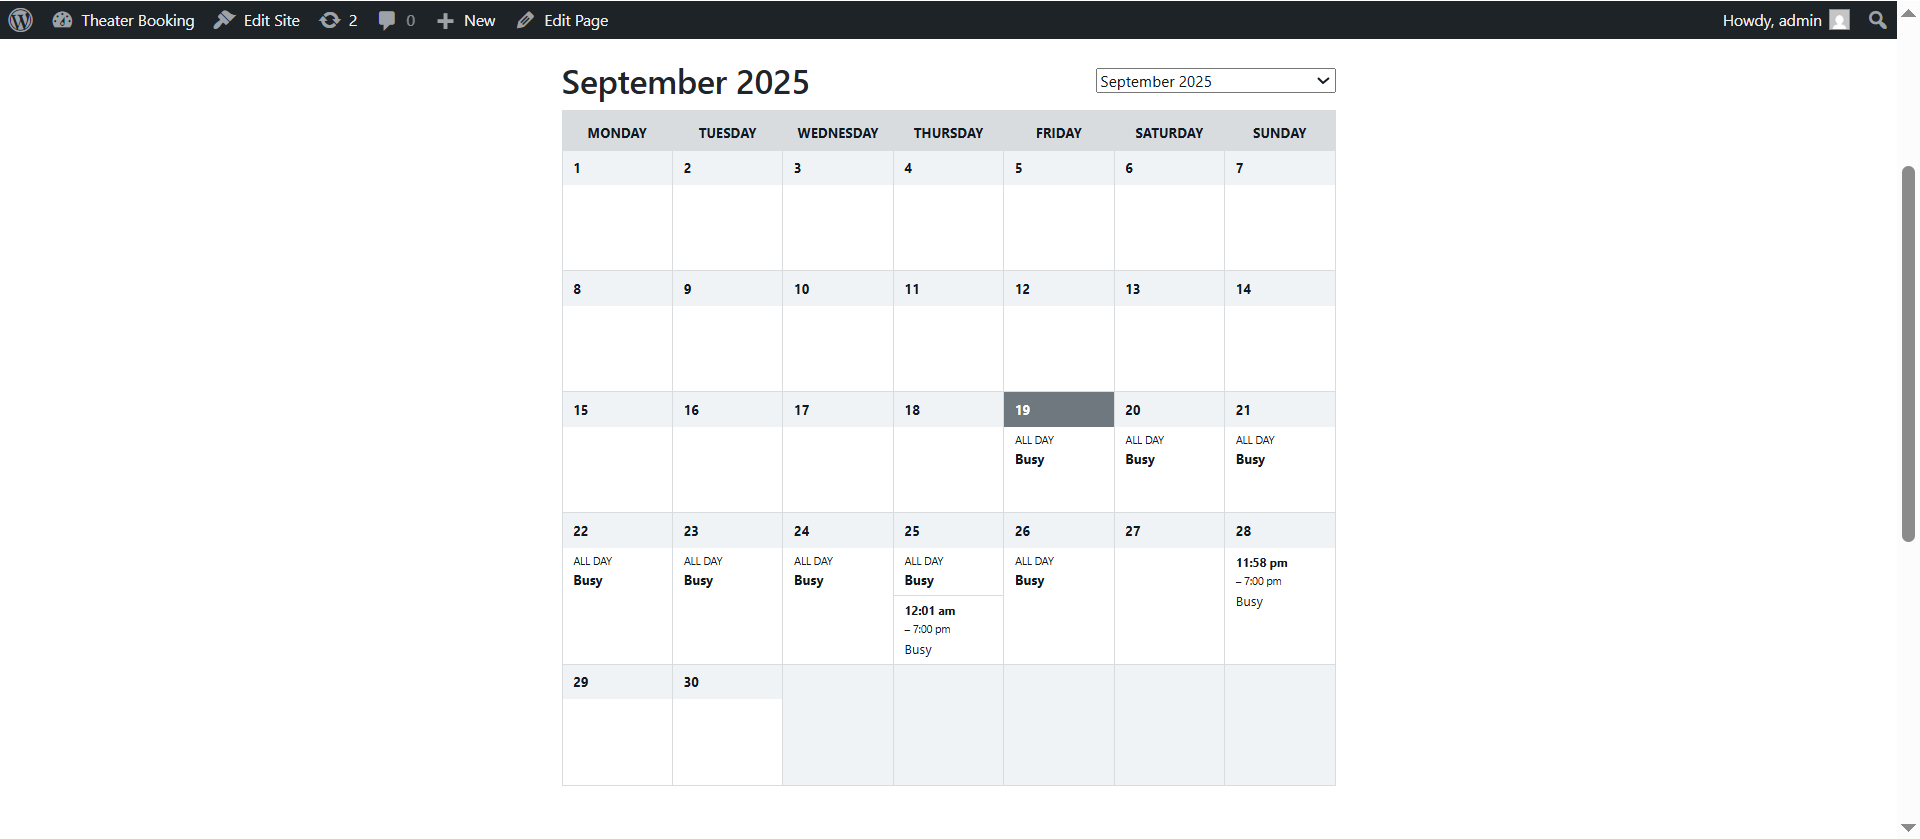 Theater Booking Edit Site 2 0 New Edit Page Howdy, admin
September 2025 September 2025
MONDAY TUESDAY WEDNESDAY THURSDAY FRIDAY SATURDAY SUNDAY
1 2 3 4 5 6 7
8 9 10 11 12 13 14
15 16 17 18 19 20 21
ALL DAY ALL DAY ALL DAY
Busy Busy Busy
22 23 24 25 26 27 28
ALL DAY ALL DAY ALL DAY ALL DAY ALL DAY 11:58 pm
Busy Busy Busy Busy Busy – 7:00 pm
Busy
12:01 am
– 7:00 pm
Busy
29 30